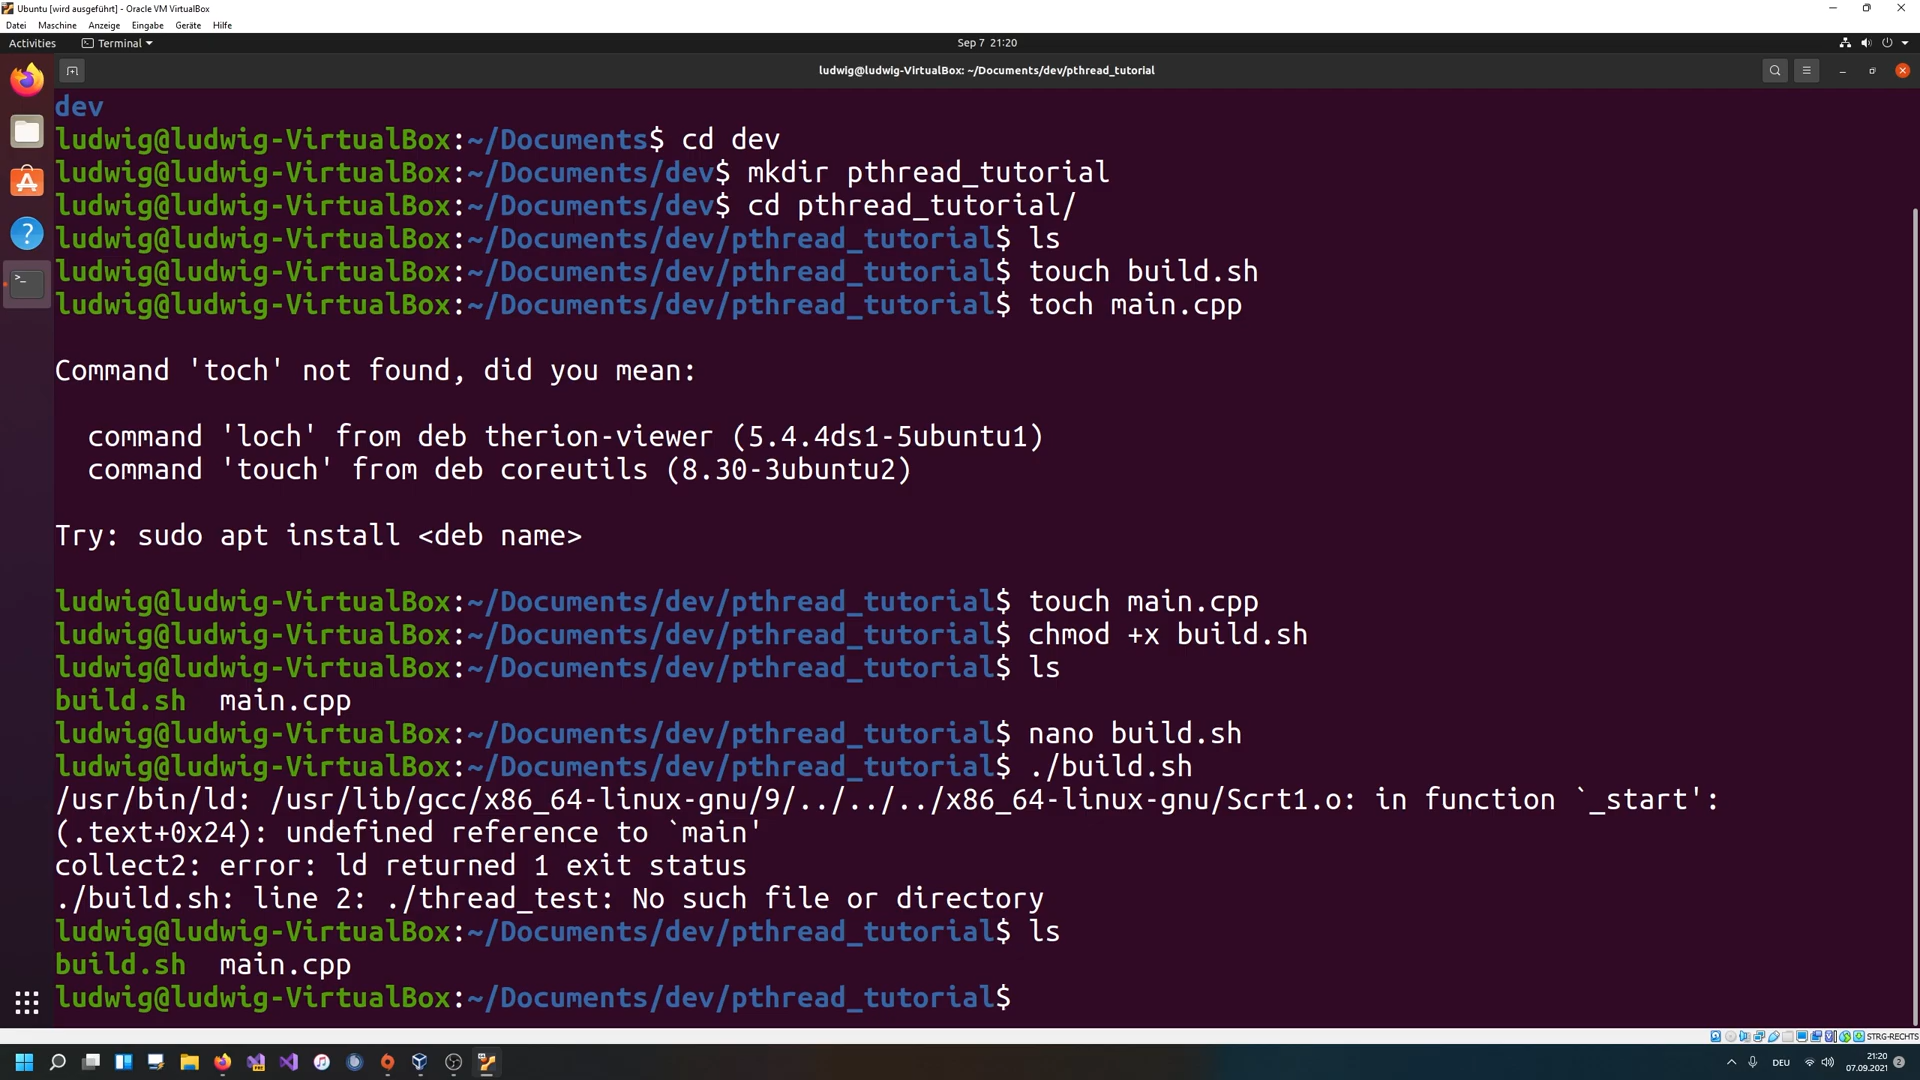 Ubuntu [wird ausgeführt] - Oracle VM VirtualBox
Datei Maschine Anzeige Eingabe Geräte Hilfe
Activities Terminal Sep 7 21:20
ludwig@ludwig-VirtualBox: ~/Documents/dev/pthread_tutorial
dev
ludwig@ludwig-VirtualBox:~/Documents$ cd dev
ludwig@ludwig-VirtualBox:~/Documents/dev$ mkdir pthread_tutorial
ludwig@ludwig-VirtualBox:~/Documents/dev$ cd pthread_tutorial/
ludwig@ludwig-VirtualBox:~/Documents/dev/pthread_tutorial$ ls
ludwig@ludwig-VirtualBox:~/Documents/dev/pthread_tutorial$ touch build.sh
ludwig@ludwig-VirtualBox:~/Documents/dev/pthread_tutorial$ toch main.cpp
Command 'toch' not found, did you mean:
command 'loch' from deb therion-viewer (5.4.4ds1-5ubuntu1)
command 'touch' from deb coreutils (8.30-3ubuntu2)
Try: sudo apt install <deb name>
ludwig@ludwig-VirtualBox:~/Documents/dev/pthread_tutorial$ touch main.cpp
ludwig@ludwig-VirtualBox:~/Documents/dev/pthread_tutorial$ chmod +x build.sh
ludwig@ludwig-VirtualBox:~/Documents/dev/pthread_tutorial$ ls
build.sh main.cpp
ludwig@ludwig-VirtualBox:~/Documents/dev/pthread_tutorial$ nano build.sh
ludwig@ludwig-VirtualBox:~/Documents/dev/pthread_tutorial$ ./build.sh
/usr/bin/ld: /usr/lib/gcc/x86_64-linux-gnu/9/../../../x86_64-linux-gnu/Scrt1.o: in function `_start':
(.text+0x24): undefined reference to `main'
collect2: error: ld returned 1 exit status
./build.sh: line 2: ./thread_test: No such file or directory
ludwig@ludwig-VirtualBox:~/Documents/dev/pthread_tutorial$ ls
build.sh main.cpp
ludwig@ludwig-VirtualBox:~/Documents/dev/pthread_tutorial$
STRG-RECHTS
DEU
21:20
07.09.2021
2